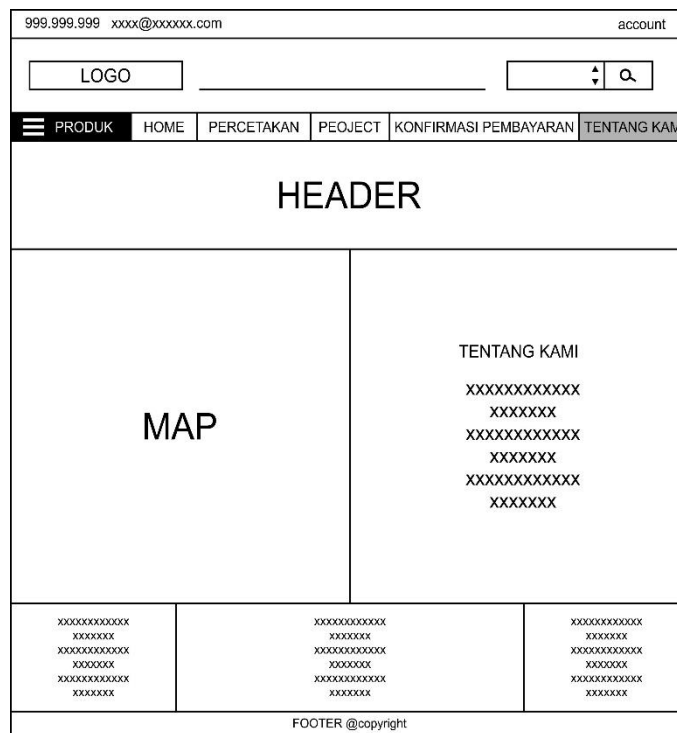 999.999.999 xxxx@xxxxxx.com account
LOGO
PRODUK HOME PERCETAKAN PEOJECT KONFIRMASI PEMBAYARAN TENTANG KAM
HEADER
MAP
TENTANG KAMI
XXXXXXXXXXXX
XXXXXXX
XXXXXXXXXXXX
XXXXXXX
XXXXXXXXXXXX
XXXXXXX
XXXXXXXXXXXX
XXXXXXX
XXXXXXXXXXXX
XXXXXXX
XXXXXXXXXXXX
XXXXXXX
XXXXXXXXXXXX
XXXXXXX
XXXXXXXXXXXX
XXXXXXX
XXXXXXXXXXXX
XXXXXXX
XXXXXXXXXXXX
XXXXXXX
XXXXXXXXXXXX
XXXXXXX
XXXXXXXXXXXX
XXXXXXX
FOOTER @copyright